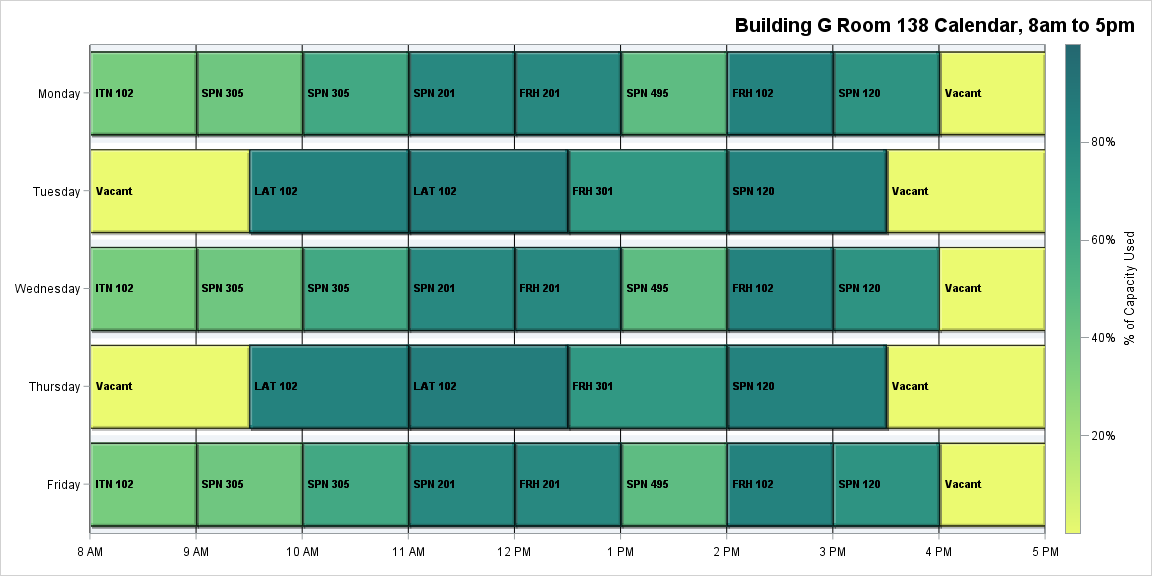 Building G Room 138 Calendar, 8am to 5pm
Monday
ITN 102 SPN 305 SPN 305 SPN 201 FRH 201 SPN 495 FRH 102 SPN 120 Vacant
Tuesday
Vacant LAT 102 LAT 102 FRH 301 SPN 120 Vacant
Wednesday
ITN 102 SPN 305 SPN 305 SPN 201 FRH 201 SPN 495 FRH 102 SPN 120 Vacant
Thursday
Vacant LAT 102 LAT 102 FRH 301 SPN 120 Vacant
Friday
ITN 102 SPN 305 SPN 305 SPN 201 FRH 201 SPN 495 FRH 102 SPN 120 Vacant
8 AM 9 AM 10 AM 11 AM 12 PM 1 PM 2 PM 3 PM 4 PM 5 PM
80%
60%
40%
20%
% of Capacity Used